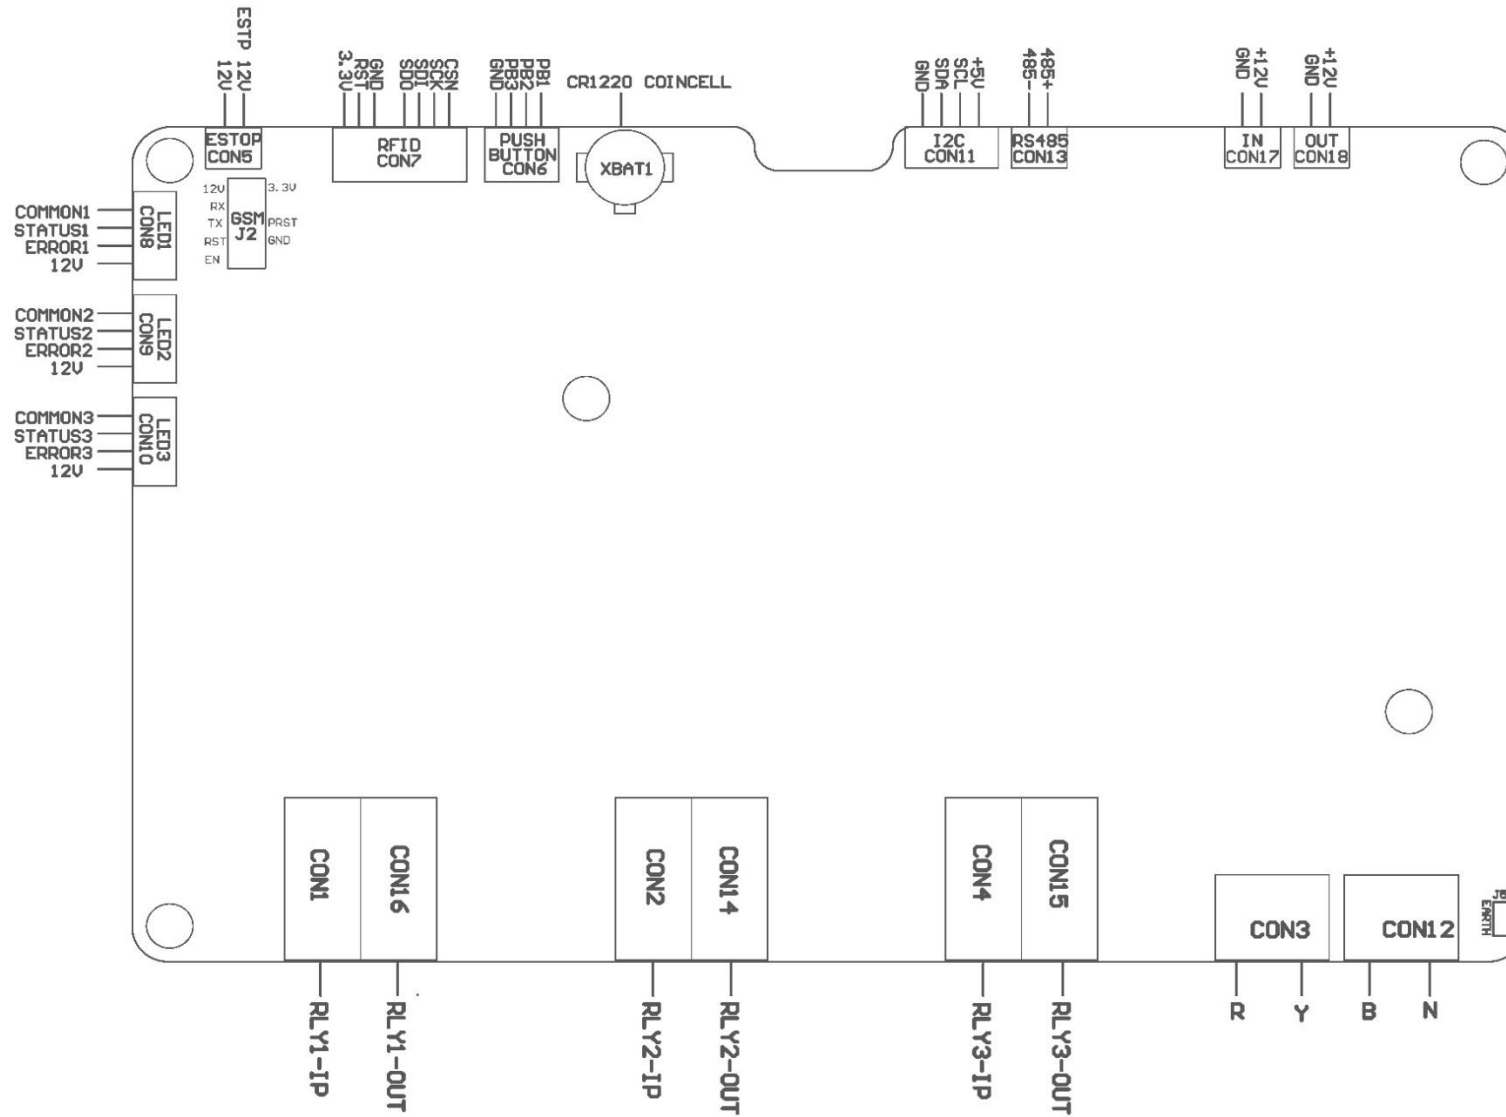 ESTP 12V
12V
3.3V
RST
GND
SDO
SDI
SCK
CSN
GND
PB3
PB2
PB1
CR1220 COINCELL
GND
SDA
SCL
+5V
485-
485+
GND
+12V
GND
+12V
ESTOP
CON5
RFID
CON7
PUSH
BUTTON
CON6
XBAT1
I2C
CON11
RS485
CON13
IN
CON17
OUT
CON18
12V
RX
TX
RST
EN
GSM
J2
3.3V
PRST
GND
COMMON1
STATUS1
ERROR1
12V
LED1
CON8
COMMON2
STATUS2
ERROR2
12V
LED2
CON9
COMMON3
STATUS3
ERROR3
12V
LED3
CON10
CON1
CON16
CON2
CON14
CON4
CON15
CON3
CON12
EARTH
RLY1-IP
RLY1-OUT
RLY2-IP
RLY2-OUT
RLY3-IP
RLY3-OUT
R
Y
B
N